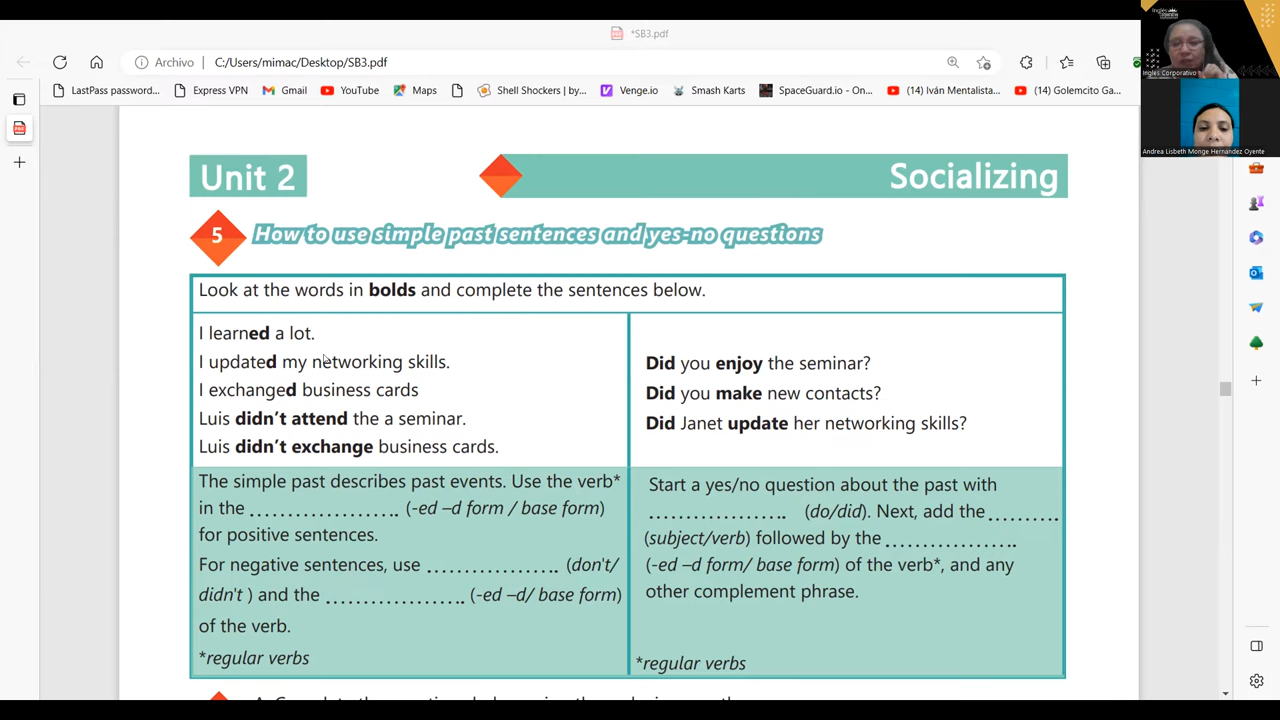 *SB3.pdf
Archivo C:/Users/mimac/Desktop/SB3.pdf
LastPass password... Express VPN Gmail YouTube Maps Shell Shockers | by... Venge.io Smash Karts SpaceGuard.io - On... (14) Iván Mentalista... (14) Golemcito Ga...
Inglés Corporativo
Andrea Lisbeth Monge Hernandez Oyente
Unit 2
Socializing
5 How to use simple past sentences and yes-no questions
Look at the words in bolds and complete the sentences below.
I learned a lot.
I updated my networking skills.
I exchanged business cards
Luis didn't attend the a seminar.
Luis didn't exchange business cards.
Did you enjoy the seminar?
Did you make new contacts?
Did Janet update her networking skills?
The simple past describes past events. Use the verb*
in the .................... (-ed –d form / base form)
for positive sentences.
For negative sentences, use .................. (don't/
didn't ) and the ................... (-ed –d/ base form)
of the verb.
*regular verbs
Start a yes/no question about the past with
................... (do/did). Next, add the ..........
(subject/verb) followed by the ..................
(-ed –d form/ base form) of the verb*, and any
other complement phrase.
*regular verbs